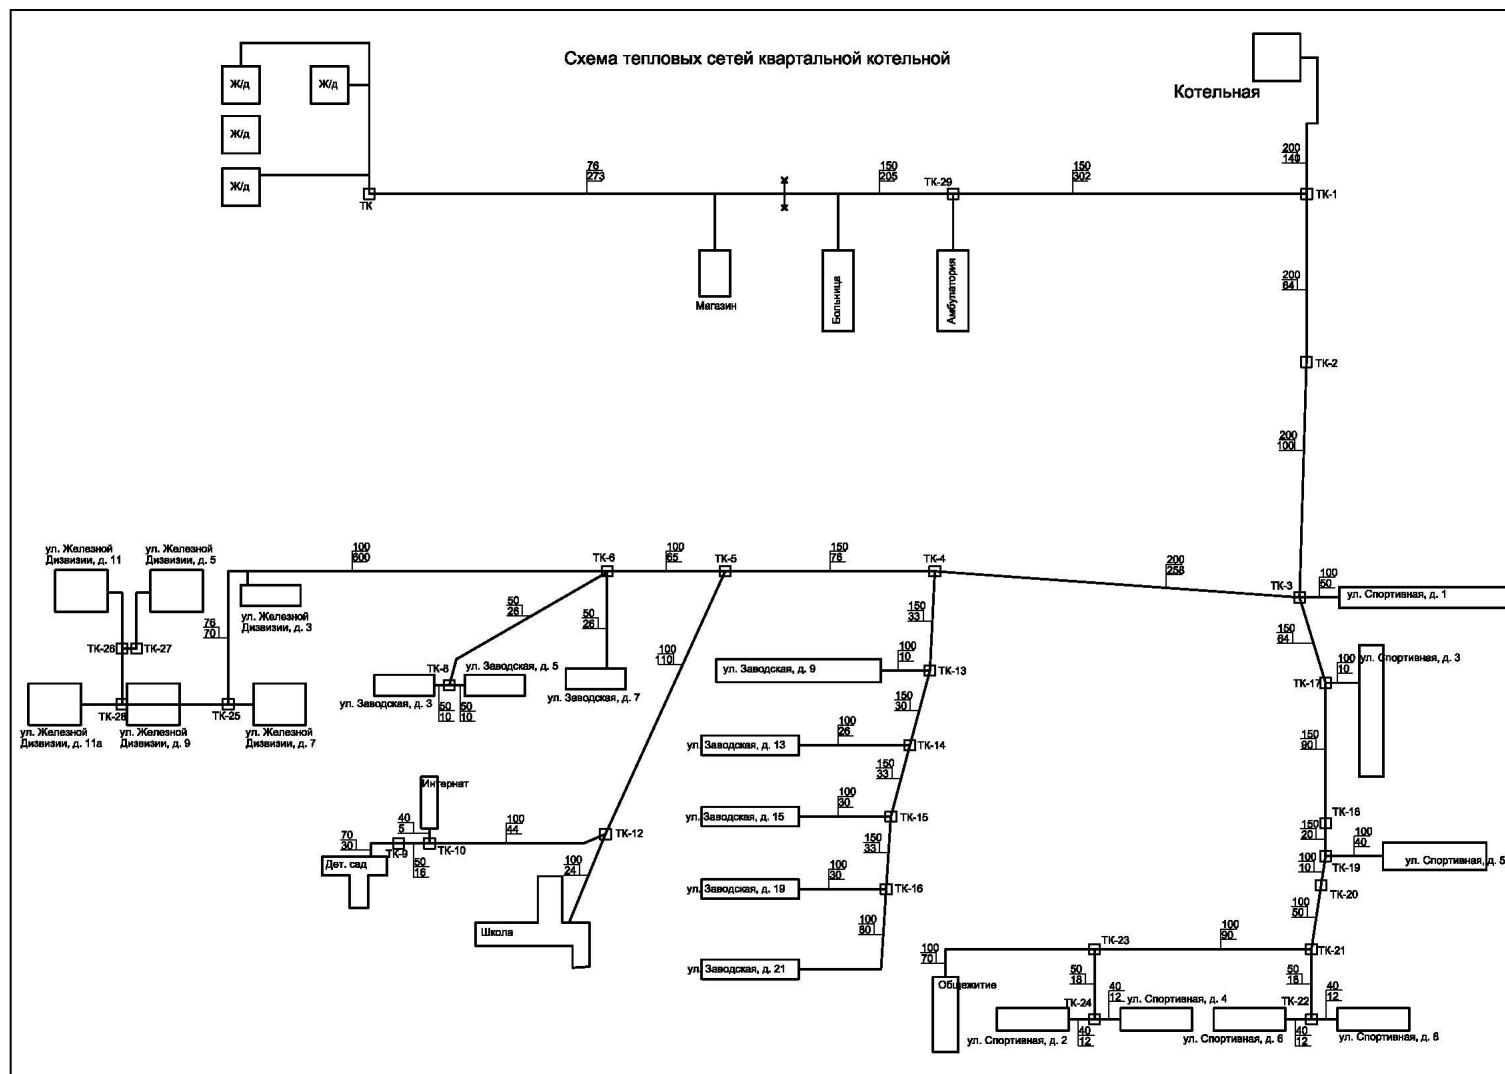 Схема тепловых сетей квартальной котельной
Котельная
Ж/д
Ж/д
Ж/д
Ж/д
ТК
76
273
150
205
ТК-29
150
302
200
140
ТК-1
Магазин
Больница
Амбулатория
200
64
ТК-2
200
100
ул. Железной
Дизвизии, д. 11
ул. Железной
Дизвизии, д. 5
100
600
ТК-6
100
65
ТК-5
150
76
ТК-4
200
258
ТК-3
100
50
ул. Спортивная, д. 1
ул. Железной
Дизвизии, д. 3
76
70
50
26
50
26
150
33
150
64
ТК-26
ТК-27
100
110
ТК-8
ул. Заводская, д. 5
ул. Заводская, д. 3
50
10
50
10
ул. Заводская, д. 7
ул. Заводская, д. 9
100
10
ТК-13
100
10
ул. Спортивная, д. 3
ТК-17
ТК-28
ТК-25
ул. Железной
Дизвизии, д. 11а
ул. Железной
Дизвизии, д. 9
ул. Железной
Дизвизии, д. 7
150
30
ул. Заводская, д. 13
100
26
ТК-14
150
90
150
33
Интернат
ул. Заводская, д. 15
100
30
ТК-15
ТК-18
70
30
40
5
100
44
ТК-12
150
20
100
40
ТК-9
ТК-10
50
16
150
33
100
10
ТК-19
ул. Спортивная, д. 5
Дет. сад
100
24
ул. Заводская, д. 19
100
30
ТК-16
ТК-20
100
50
Школа
100
60
ул. Заводская, д. 21
100
70
ТК-23
100
90
ТК-21
Общежитие
50
18
50
18
ТК-24
40
12
ул. Спортивная, д. 4
ТК-22
40
12
ул. Спортивная, д. 2
40
12
ул. Спортивная, д. 6
40
12
ул. Спортивная, д. 8